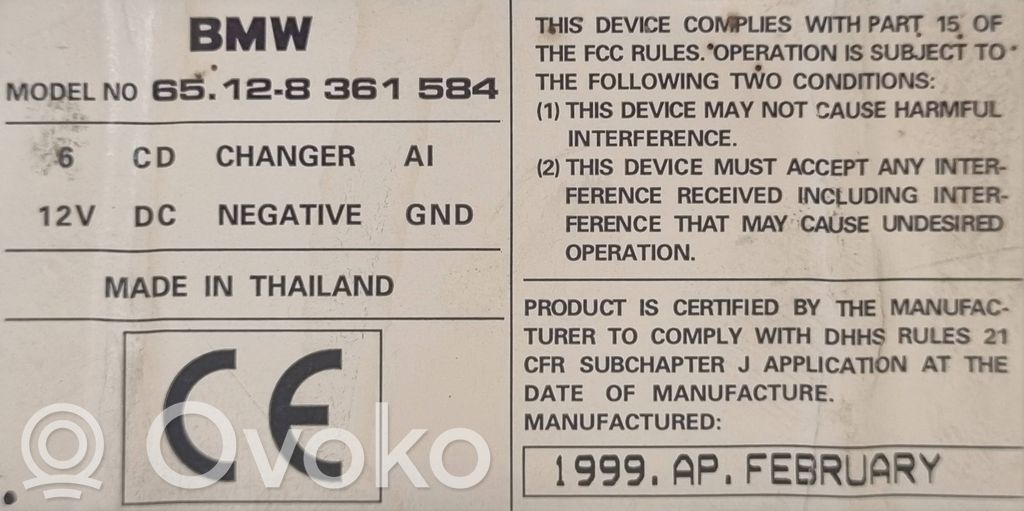 BMW
MODEL NO 65.12-8 361 584
6 CD CHANGER AI
12V DC NEGATIVE GND
MADE IN THAILAND
CE
THIS DEVICE COMPLIES WITH PART 15 OF
THE FCC RULES. OPERATION IS SUBJECT TO
THE FOLLOWING TWO CONDITIONS:
(1) THIS DEVICE MAY NOT CAUSE HARMFUL
INTERFERENCE.
(2) THIS DEVICE MUST ACCEPT ANY INTER-
FERENCE RECEIVED INCLUDING INTER-
FERENCE THAT MAY CAUSE UNDESIRED
OPERATION.
PRODUCT IS CERTIFIED BY THE MANUFAC-
TURER TO COMPLY WITH DHHS RULES 21
CFR SUBCHAPTER J APPLICATION AT THE
DATE OF MANUFACTURE.
MANUFACTURED:
1999. AP. FEBRUARY
Ovoko